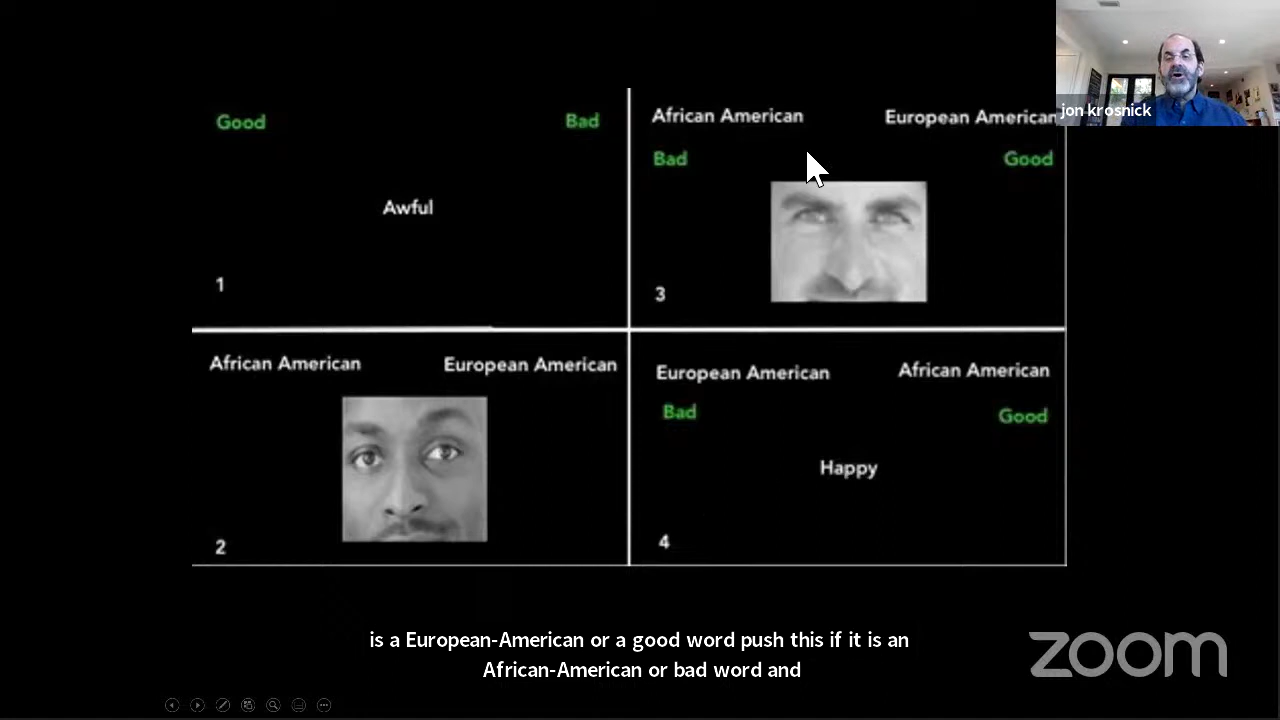 jon krosnick
Good Bad
Awful
1
African American European American
Bad Good
3
African American European American
2
European American African American
Bad Good
Happy
4
is a European-American or a good word push this if it is an
African-American or bad word and
zoom